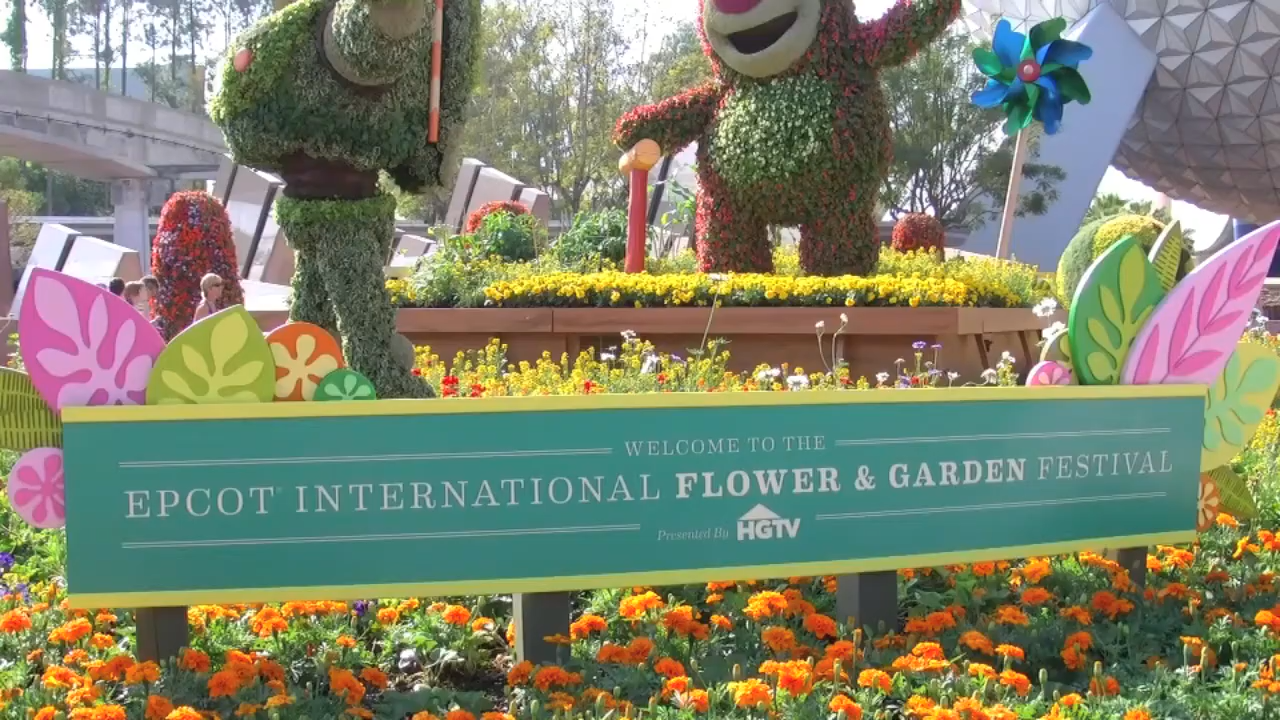 WELCOME TO THE
EPCOT INTERNATIONAL FLOWER & GARDEN FESTIVAL
Presented By HGTV